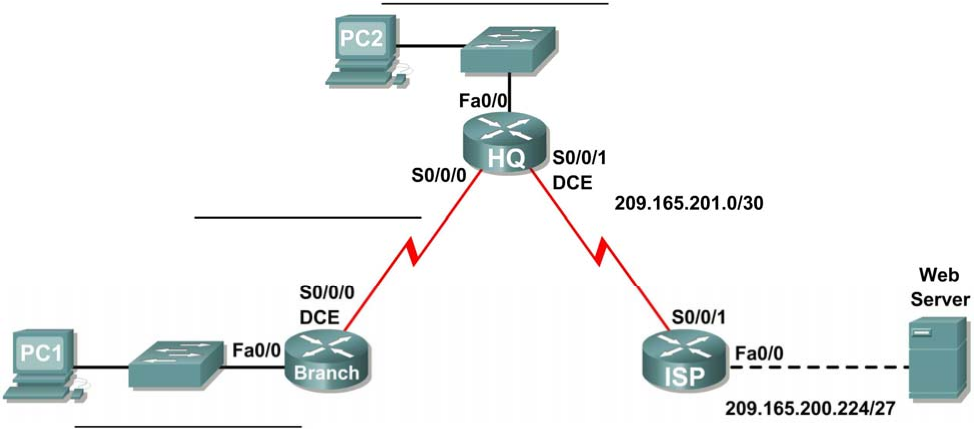 PC2
Fa0/0
HQ
S0/0/0
S0/0/1
DCE
209.165.201.0/30
S0/0/0
DCE
PC1
Fa0/0
Branch
S0/0/1
ISP
Fa0/0
Web
Server
209.165.200.224/27